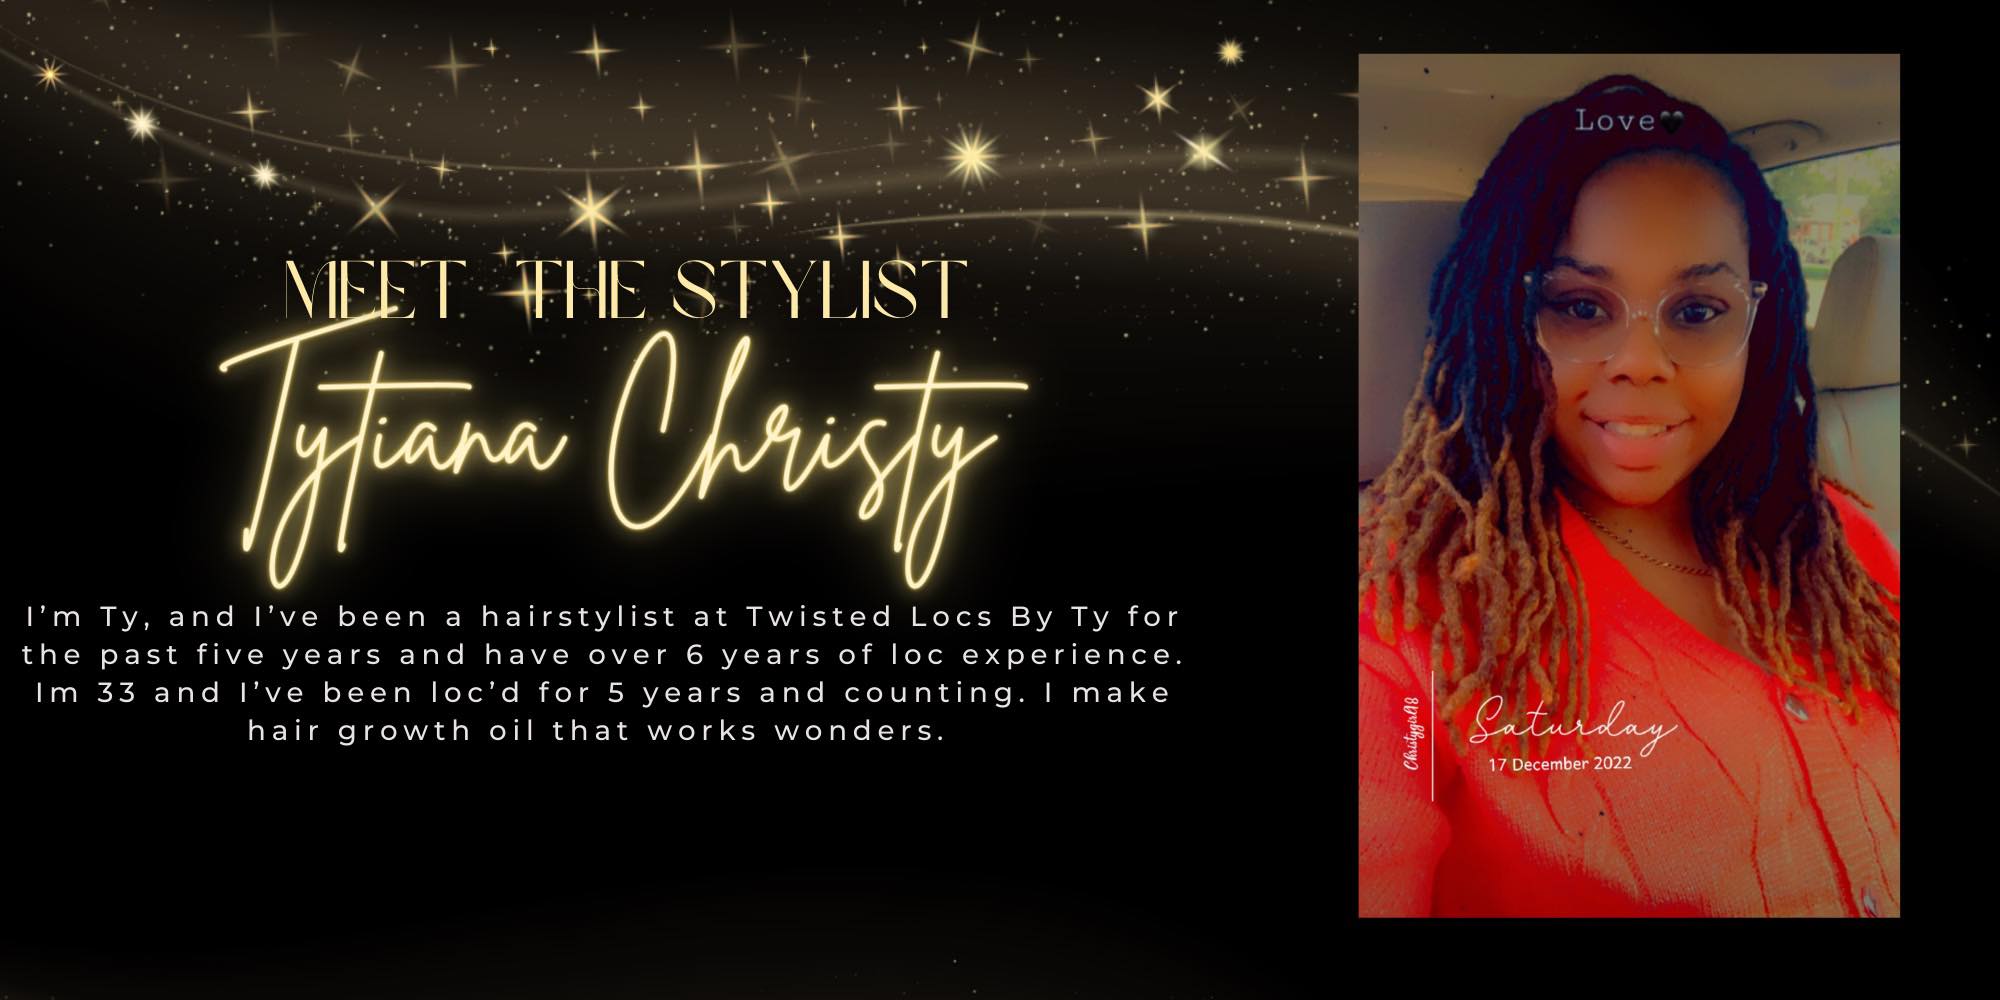 MEET THE STYLIST
Tytiana Christy
I’m Ty, and I’ve been a hairstylist at Twisted Locs By Ty for
the past five years and have over 6 years of loc experience.
Im 33 and I’ve been loc’d for 5 years and counting. I make
hair growth oil that works wonders.
Love🖤
Christygirl98
Saturday
17 December 2022